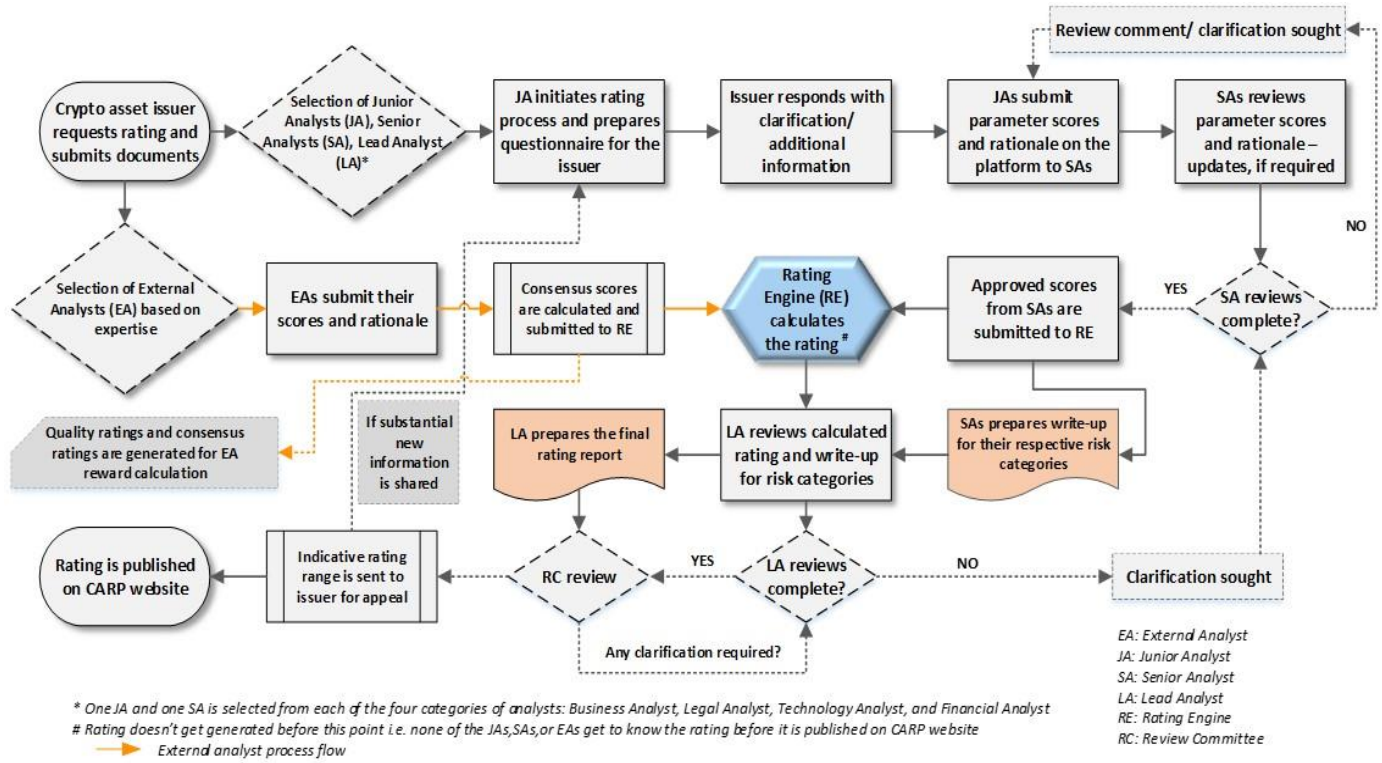 Review comment/ clarification sought
Crypto asset issuer
requests rating and
submits documents
Selection of Junior
Analysts (JA), Senior
Analysts (SA), Lead Analyst
(LA)*
JA initiates rating
process and prepares
questionnaire for the
issuer
Issuer responds with
clarification/
additional
information
JAs submit
parameter scores
and rationale on the
platform to SAs
SAs reviews
parameter scores
and rationale –
updates, if required
NO
Selection of External
Analysts (EA) based on
expertise
EAs submit their
scores and rationale
Consensus scores
are calculated and
submitted to RE
Rating
Engine (RE)
calculates
the rating #
Approved scores
from SAs are
submitted to RE
YES
SA reviews
complete?
Quality ratings and consensus
ratings are generated for EA
reward calculation
If substantial
new
information
is shared
LA prepares the final
rating report
LA reviews calculated
rating and write-up
for risk categories
SAs prepares write-up
for their respective risk
categories
Rating is published
on CARP website
Indicative rating
range is sent to
issuer for appeal
RC review
YES
LA reviews
complete?
NO
Clarification sought
Any clarification required?
EA: External Analyst
JA: Junior Analyst
SA: Senior Analyst
LA: Lead Analyst
RE: Rating Engine
RC: Review Committee
* One JA and one SA is selected from each of the four categories of analysts: Business Analyst, Legal Analyst, Technology Analyst, and Financial Analyst
# Rating doesn't get generated before this point i.e. none of the JAs,SAs,or EAs get to know the rating before it is published on CARP website
External analyst process flow